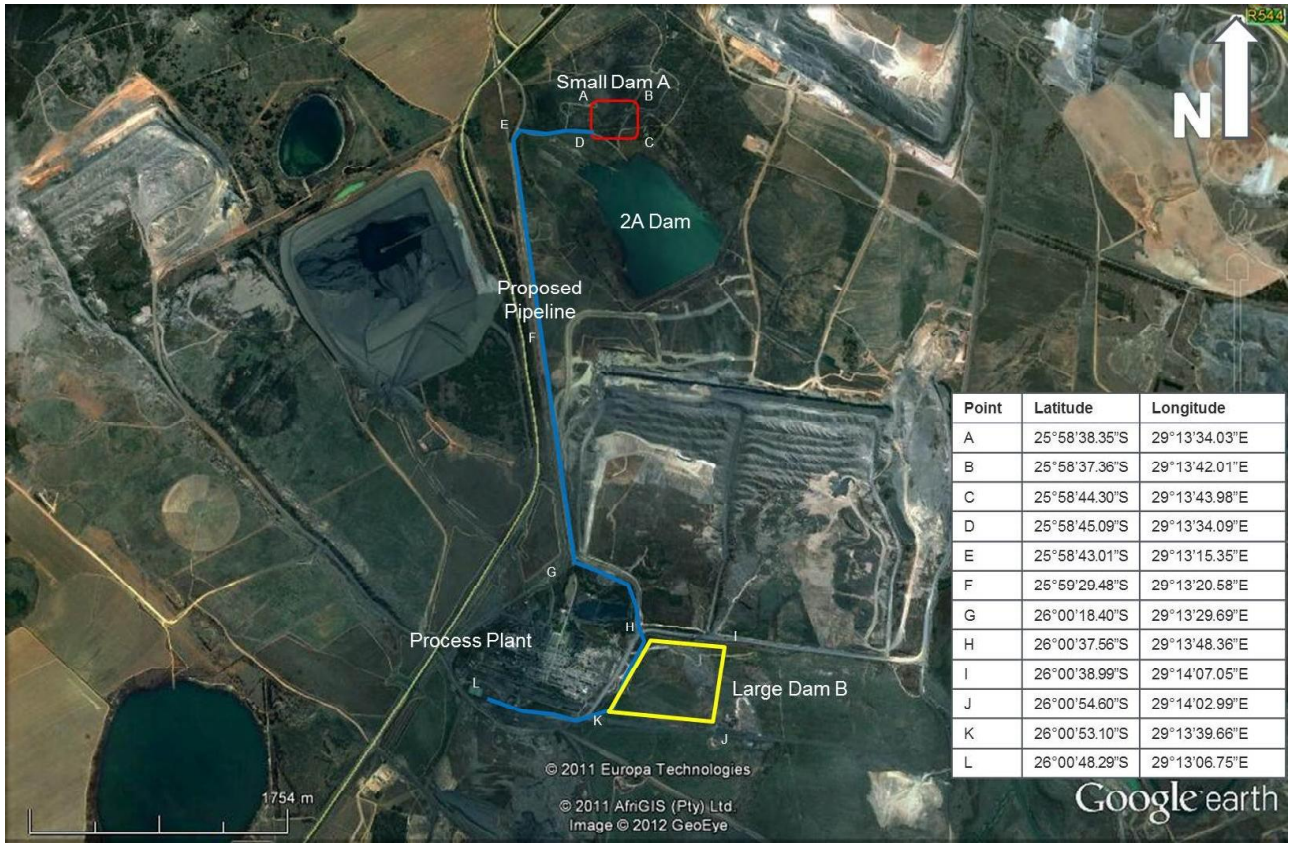 R544
N
Small Dam A
A B
E
D C
2A Dam
Proposed
Pipeline
F
G
H
I
Process Plant
L
Large Dam B
K
J
Point Latitude Longitude
A 25°58'38.35"S 29°13'34.03"E
B 25°58'37.36"S 29°13'42.01"E
C 25°58'44.30"S 29°13'43.98"E
D 25°58'45.09"S 29°13'34.09"E
E 25°58'43.01"S 29°13'15.35"E
F 25°59'29.48"S 29°13'20.58"E
G 26°00'18.40"S 29°13'29.69"E
H 26°00'37.56"S 29°13'48.36"E
I 26°00'38.99"S 29°14'07.05"E
J 26°00'54.60"S 29°14'02.99"E
K 26°00'53.10"S 29°13'39.66"E
L 26°00'48.29"S 29°13'06.75"E
© 2011 Europa Technologies
1754 m
© 2011 AfriGIS (Pty) Ltd.
Image © 2012 GeoEye
Google earth